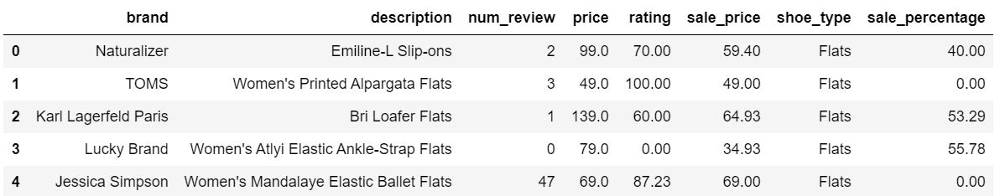 brand description num_review price rating sale_price shoe_type sale_percentage
0 Naturalizer Emiline-L Slip-ons 2 99.0 70.00 59.40 Flats 40.00
1 TOMS Women's Printed Alpargata Flats 3 49.0 100.00 49.00 Flats 0.00
2 Karl Lagerfeld Paris Bri Loafer Flats 1 139.0 60.00 64.93 Flats 53.29
3 Lucky Brand Women's Atlyi Elastic Ankle-Strap Flats 0 79.0 0.00 34.93 Flats 55.78
4 Jessica Simpson Women's Mandalaye Elastic Ballet Flats 47 69.0 87.23 69.00 Flats 0.00